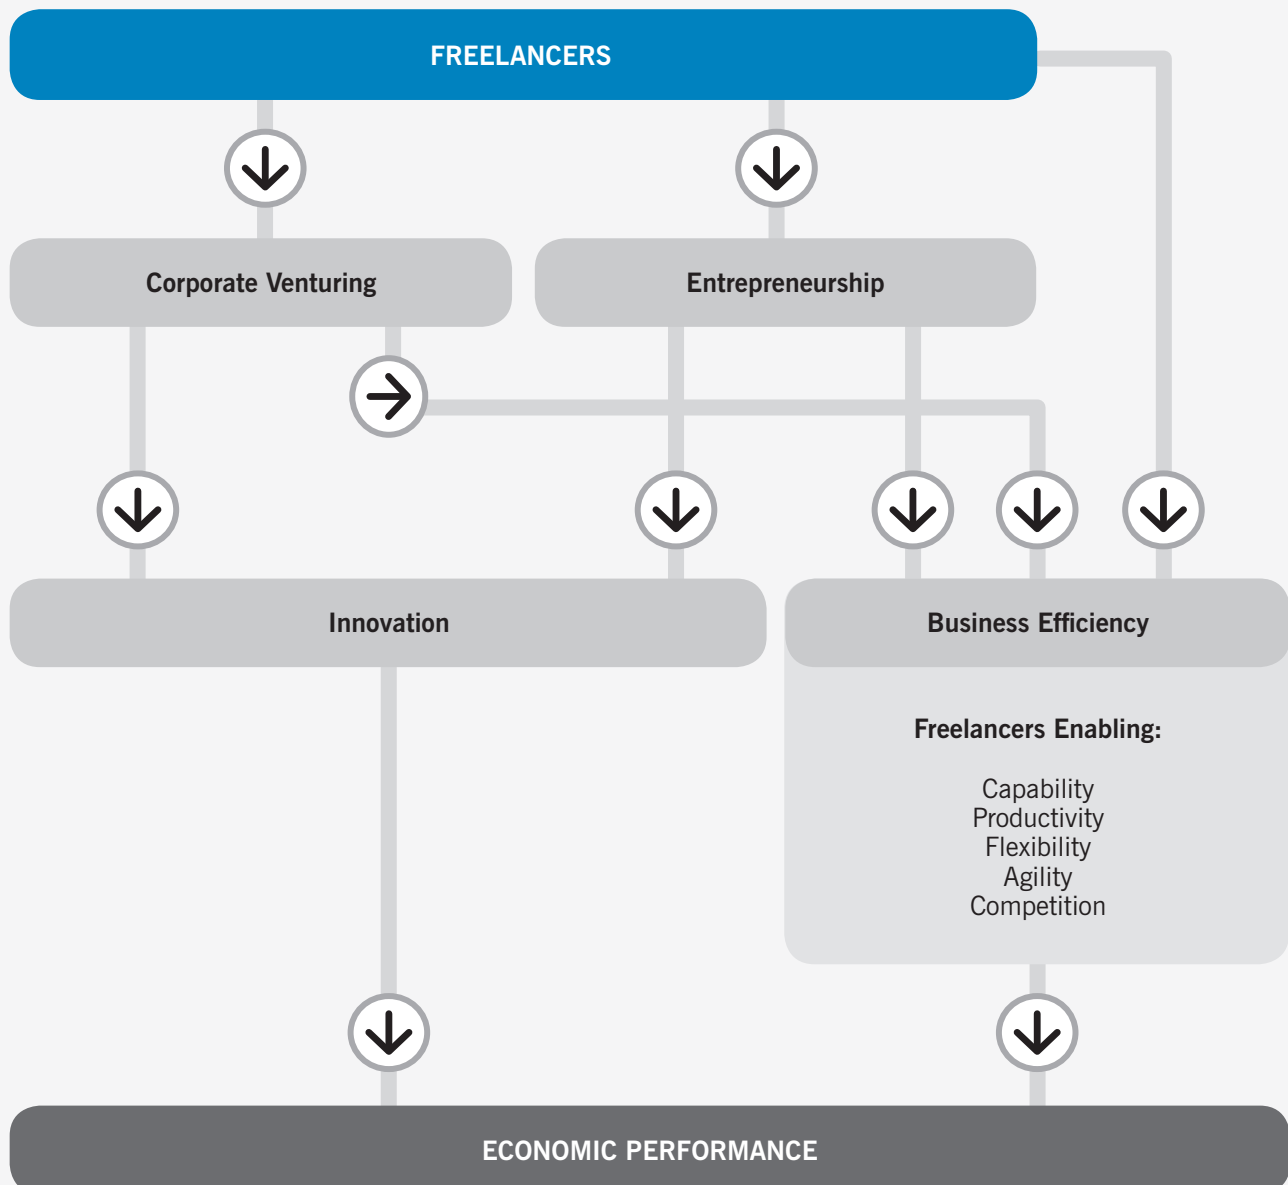 FREELANCERS
Corporate Venturing
Entrepreneurship
Innovation
Business Efficiency
Freelancers Enabling:
Capability
Productivity
Flexibility
Agility
Competition
ECONOMIC PERFORMANCE